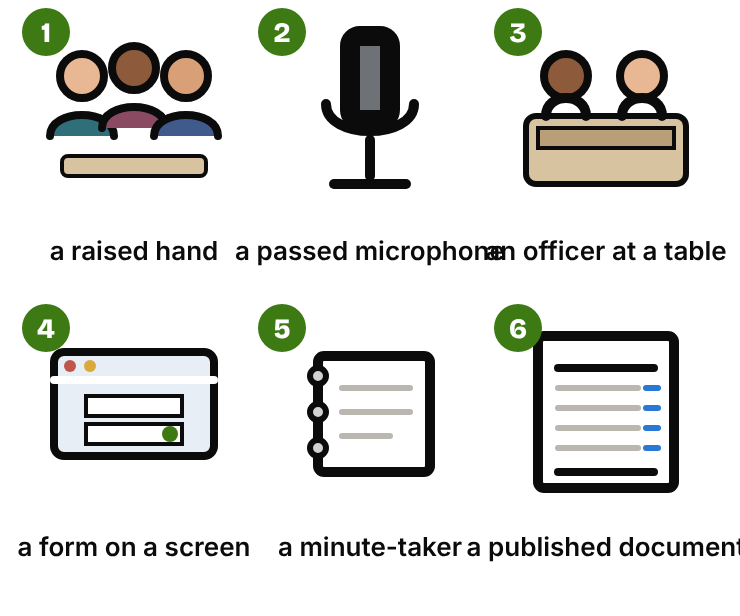 1
2
3
a raised hand
a passed microphone
an officer at a table
4
5
6
a form on a screen
a minute-taker
a published document